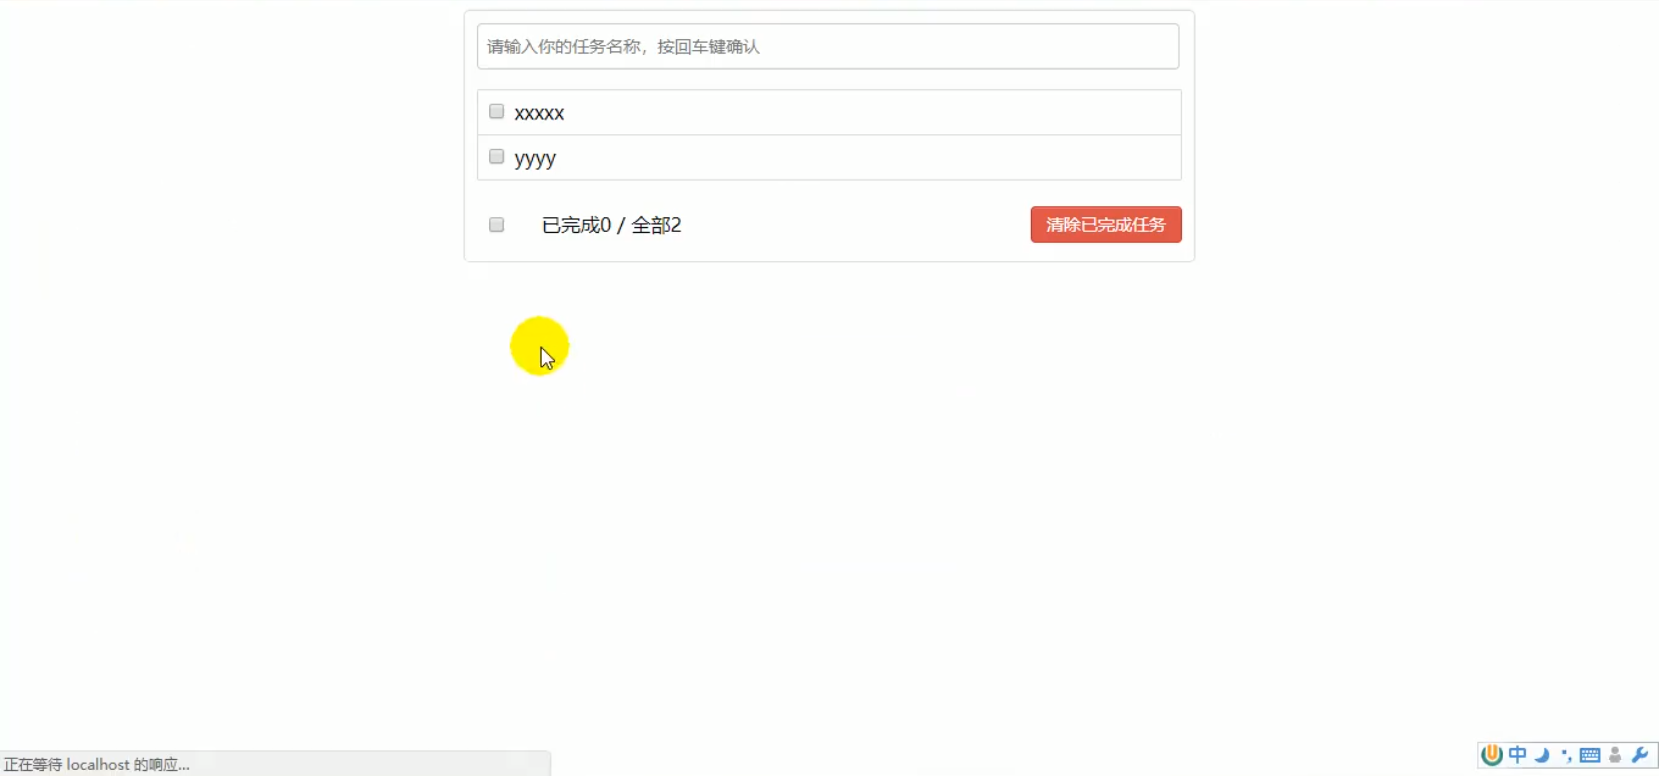 请输入你的任务名称，按回车键确认
xxxxx
yyyy
已完成0 / 全部2
清除已完成任务
正在等待 localhost 的响应...
中